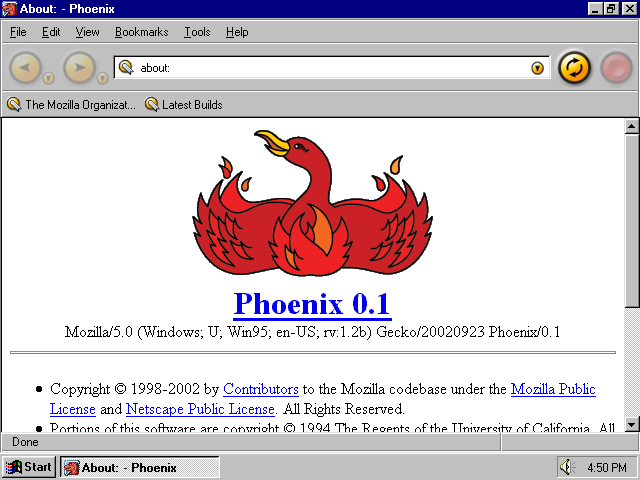 About: - Phoenix
File Edit View Bookmarks Tools Help
about:
The Mozilla Organizat... Latest Builds
Phoenix 0.1
Mozilla/5.0 (Windows; U; Win95; en-US; rv:1.2b) Gecko/20020923 Phoenix/0.1
Copyright © 1998-2002 by Contributors to the Mozilla codebase under the Mozilla Public
License and Netscape Public License. All Rights Reserved.
Portions of this software are copyright © 1994 The Regents of the University of California. All
Done
Start About: - Phoenix 4:50 PM